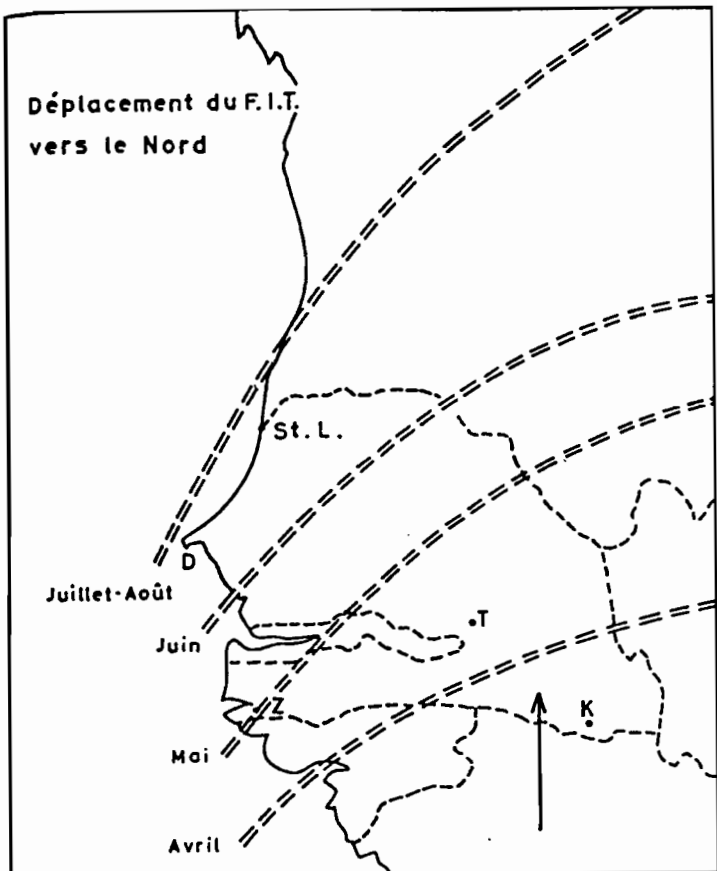 Déplacement du F.I.T.
vers le Nord
St. L.
D
Juillet-Août
Juin
T
Z
K
Mai
Avril